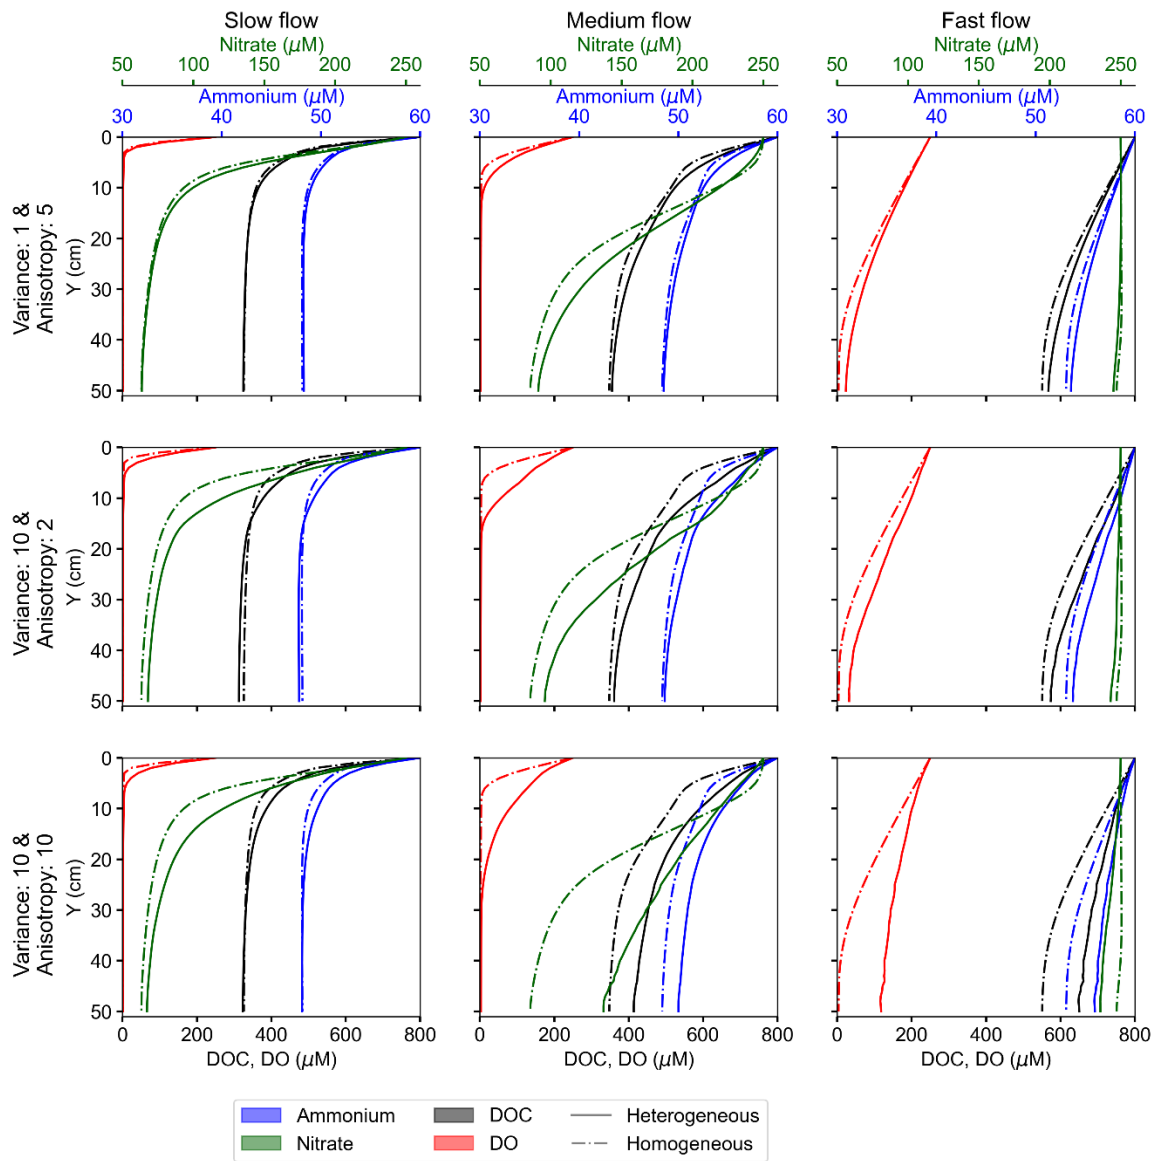 Slow flow
Medium flow
Fast flow
Nitrate (μM)
Nitrate (μM)
Nitrate (μM)
50 100 150 200 250
50 100 150 200 250
50 100 150 200 250
Ammonium (μM)
Ammonium (μM)
30 40 50 60
30 40 50 60
30 40 50 60
Variance: 1 &
Anisotropy: 5
Y (cm)
0
10
20
30
40
50
Variance: 10 &
Anisotropy: 2
Y (cm)
0
10
20
30
40
50
Variance: 10 &
Anisotropy: 10
Y (cm)
0
10
20
30
40
50
0 200 400 600 800
0 200 400 600 800
0 200 400 600 800
DOC, DO (μM)
DOC, DO (μM)
DOC, DO (μM)
Ammonium
DOC
Heterogeneous
Nitrate
DO
Homogeneous